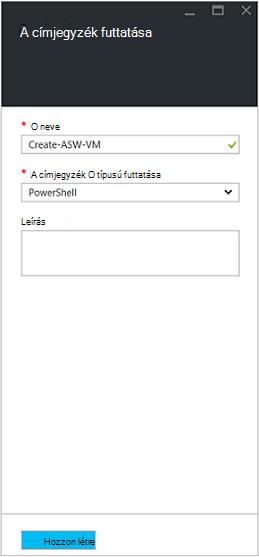 A címjegyzék futtatása
* O neve
Create-ASW-VM
* A címjegyzék O típusú futtatása
PowerShell
Leírás
Hozzon létre